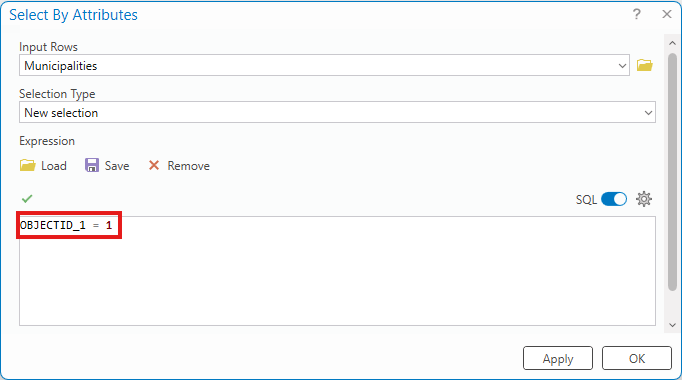 Select By Attributes ? ×
Input Rows
Municipalities
Selection Type
New selection
Expression
Load Save Remove
SQL
OBJECTID_1 = 1
Apply OK